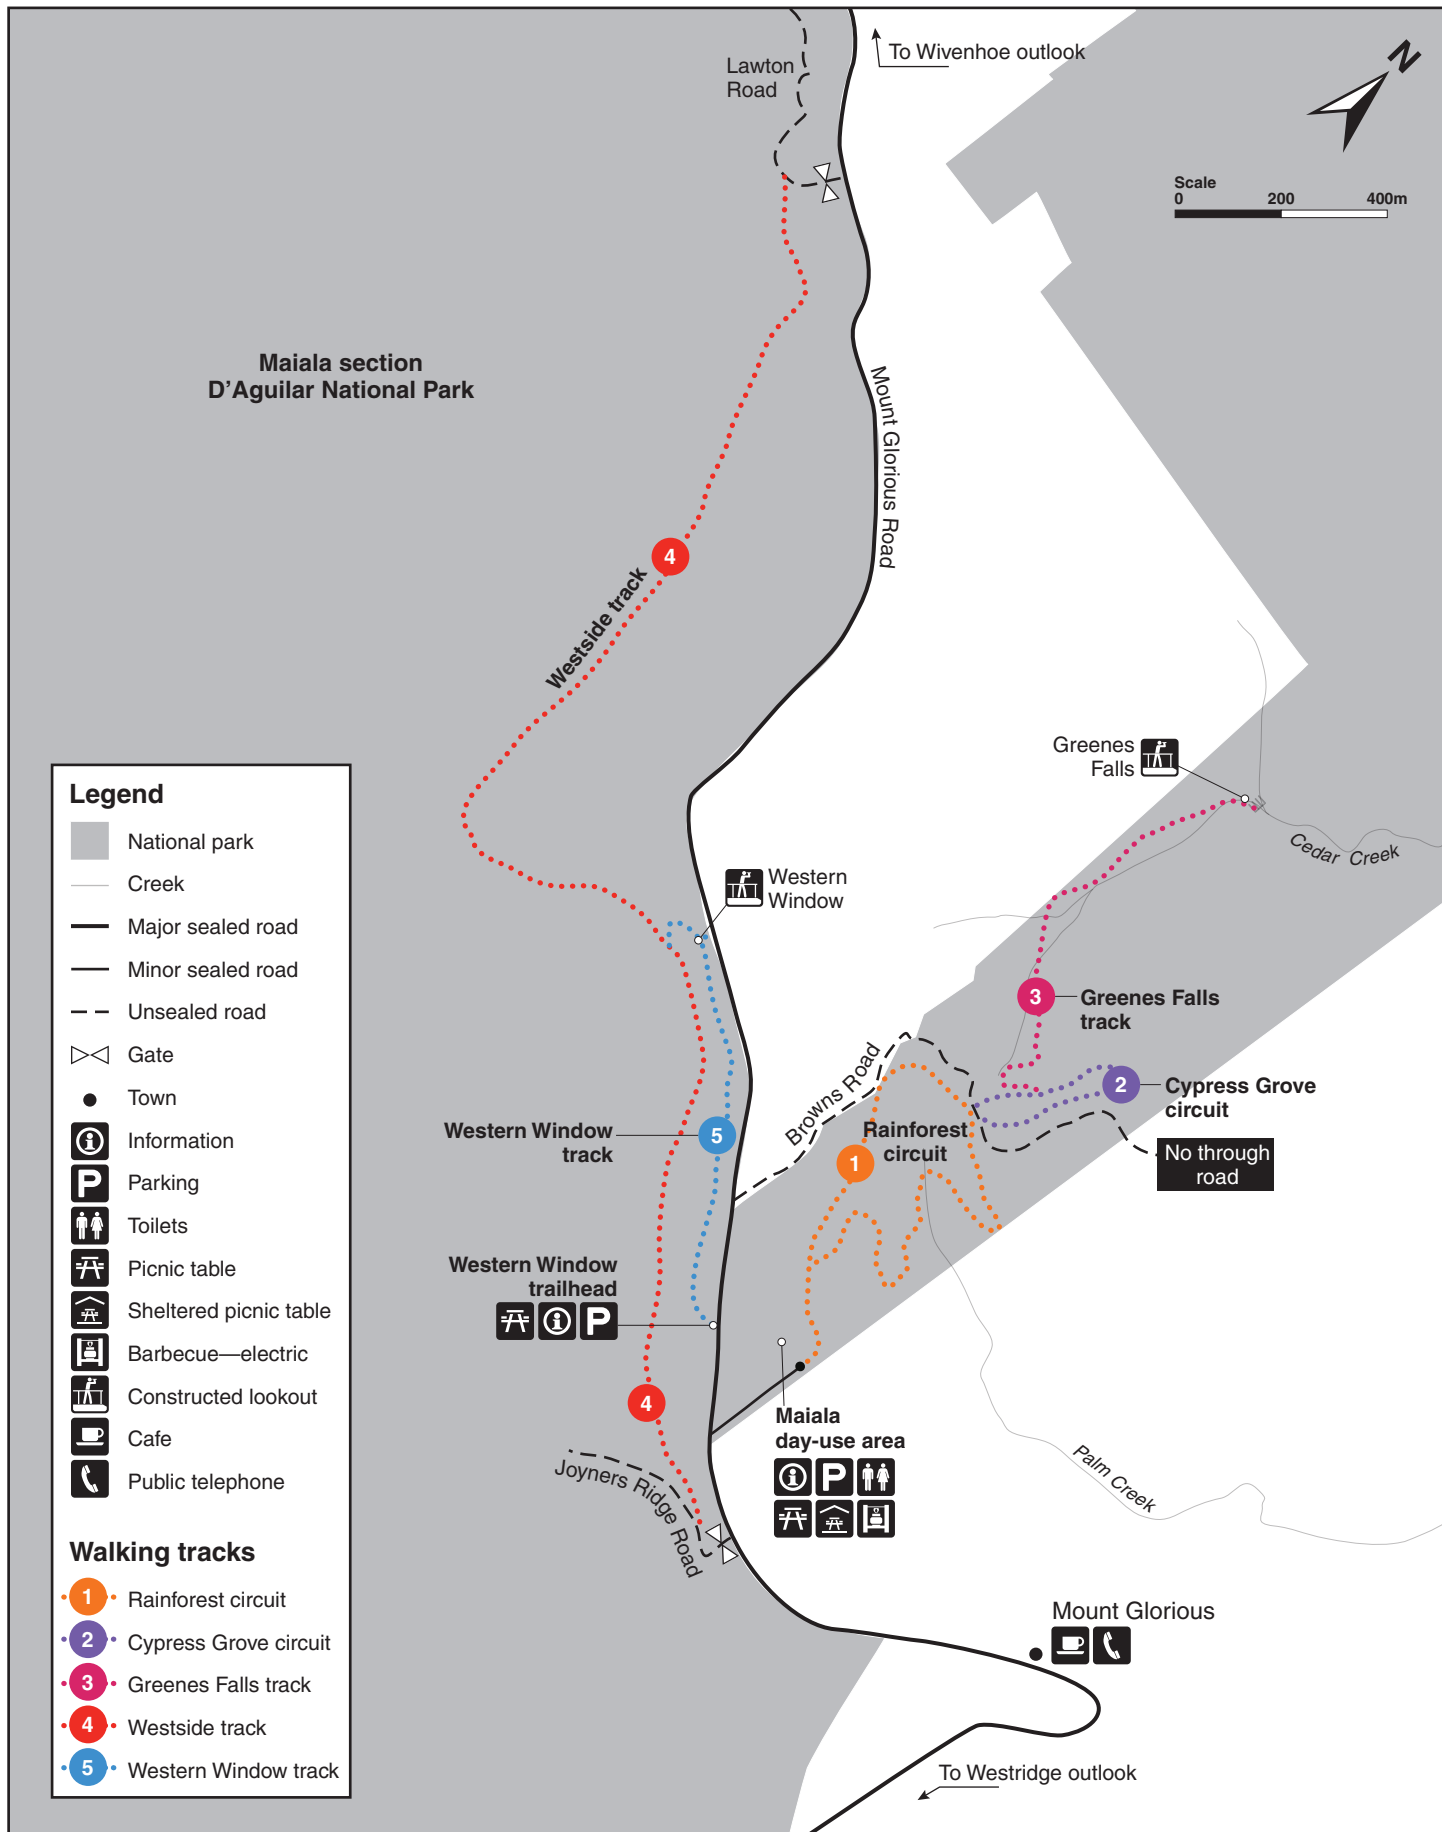 Lawton
Road
To Wivenhoe outlook
N
Scale
0 200 400m
Maiala section
D’Aguilar National Park
Mount Glorious Road
4
Westside track
Greenes
Falls
Cedar Creek
Western
Window
3
Greenes Falls
track
2
Cypress Grove
circuit
Browns Road
Rainforest
circuit
1
No through
road
Western Window
track
5
Western Window
trailhead
P
4
Maiala
day-use area
P
Joyners Ridge Road
Palm Creek
Mount Glorious
To Westridge outlook
Legend
National park
Creek
Major sealed road
Minor sealed road
Unsealed road
Gate
Town
Information
P Parking
Toilets
Picnic table
Sheltered picnic table
Barbecue—electric
Constructed lookout
Cafe
Public telephone
Walking tracks
1 Rainforest circuit
2 Cypress Grove circuit
3 Greenes Falls track
4 Westside track
5 Western Window track